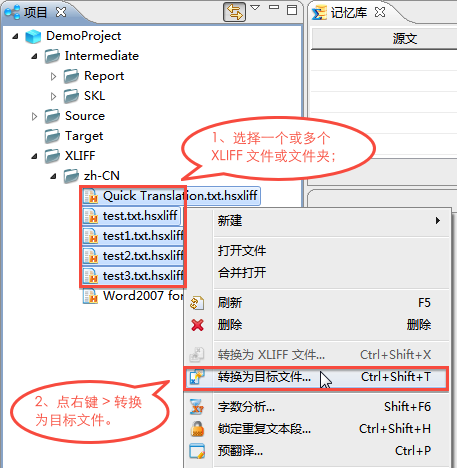 项目
记忆库
DemoProject
源文
Intermediate
Report
SKL
Source
Target
XLIFF
zh-CN
1、选择一个或多个
XLIFF 文件或文件夹；
Quick Translation.txt.hsxliff
test.txt.hsxliff
test1.txt.hsxliff
test2.txt.hsxliff
test3.txt.hsxliff
Word2007 for
新建
打开文件
合并打开
刷新 F5
删除 删除
转换为 XLIFF 文件... Ctrl+Shift+X
转换为目标文件... Ctrl+Shift+T
字数分析... Shift+F6
锁定重复文本段... Ctrl+Shift+H
预翻译... Ctrl+P
2、点右键 > 转换
为目标文件。